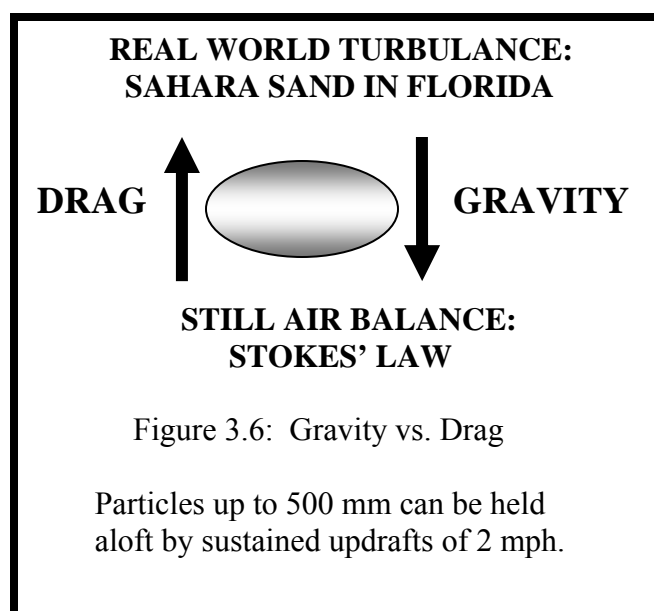 REAL WORLD TURBULANCE:
SAHARA SAND IN FLORIDA
DRAG
GRAVITY
STILL AIR BALANCE:
STOKES’ LAW
Figure 3.6: Gravity vs. Drag
Particles up to 500 mm can be held
aloft by sustained updrafts of 2 mph.